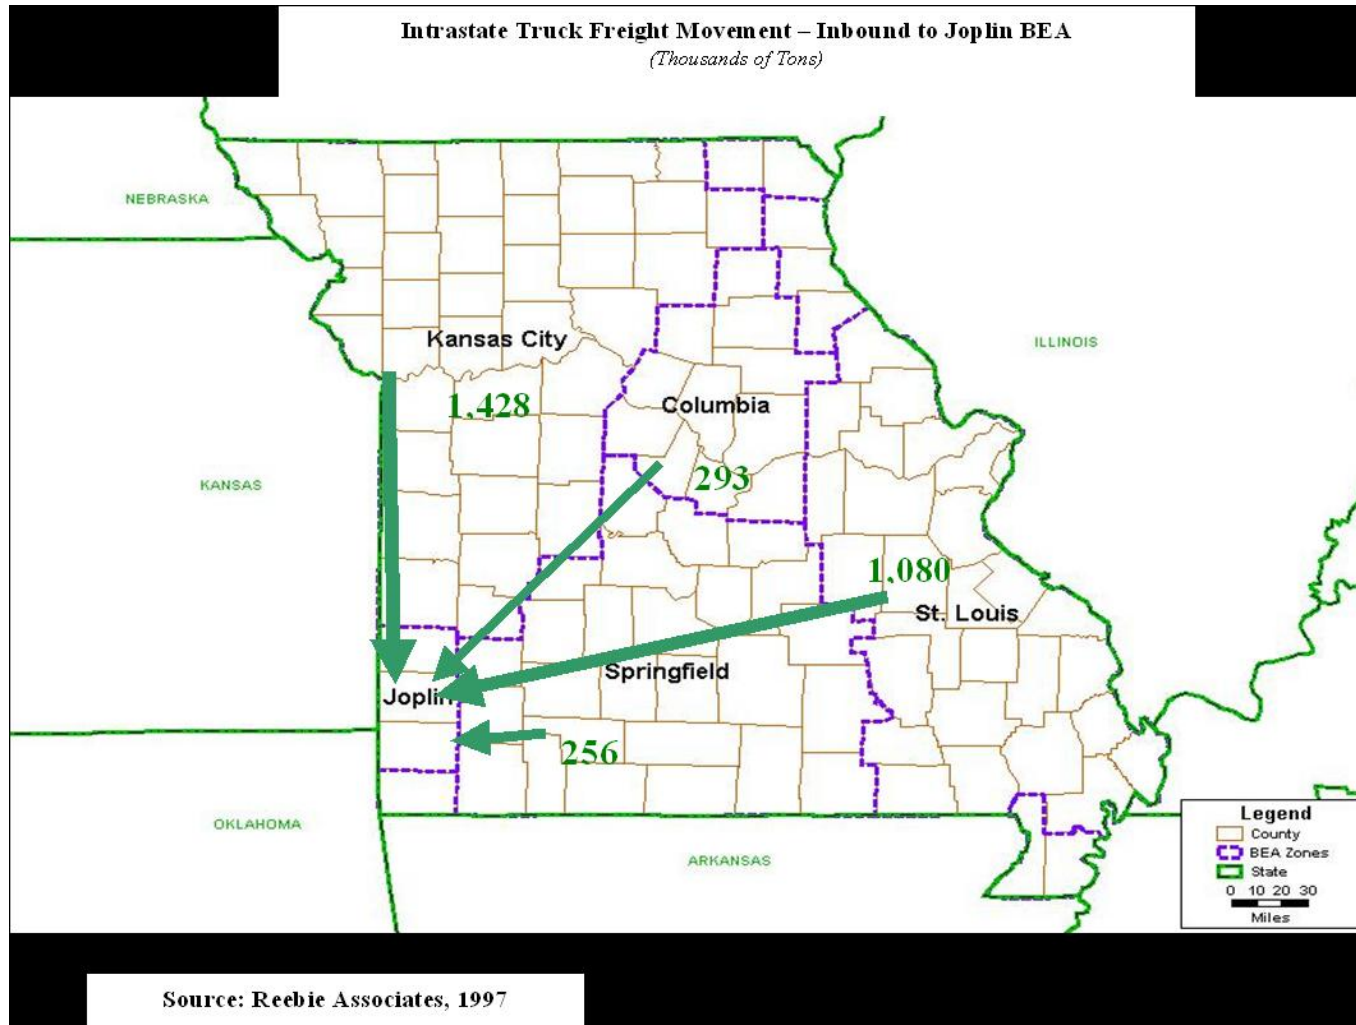 Intrastate Truck Freight Movement – Inbound to Joplin BEA
(Thousands of Tons)
NEBRASKA
Kansas City
ILLINOIS
1,428
Columbia
KANSAS
293
1,080
St. Louis
Springfield
Joplin
256
OKLAHOMA
ARKANSAS
Legend
County
BEA Zones
State
0 10 20 30
Miles
Source: Reebie Associates, 1997